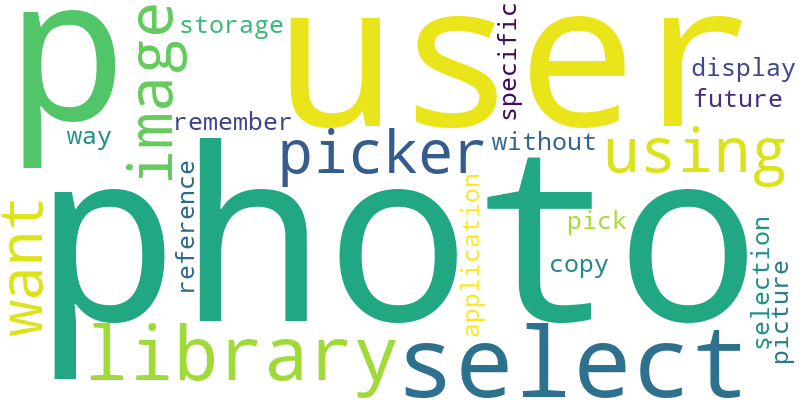 p
user
image
storage
specific
display
future
way
remember
picker
without
using
want
photo
reference
application
pick
copy
selection
picture
library
select